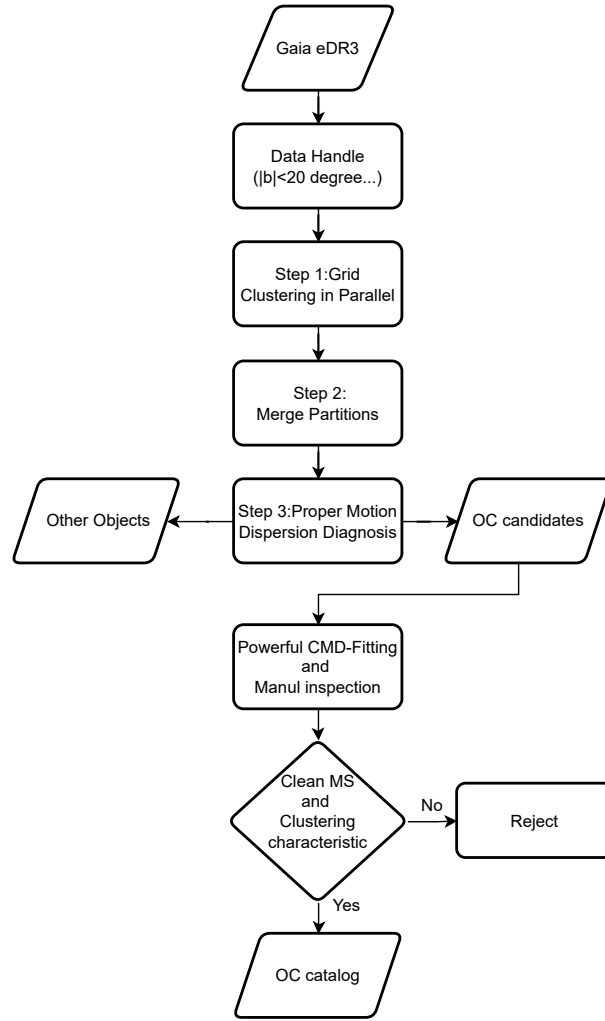 Gaia eDR3
Data Handle
(|b|<20 degree...)
Step 1:Grid
Clustering in Parallel
Step 2:
Merge Partitions
Other Objects
Step 3:Proper Motion
Dispersion Diagnosis
OC candidates
Powerful CMD-Fitting
and
Manul inspection
Clean MS
and
Clustering
characteristic
No
Reject
Yes
OC catalog